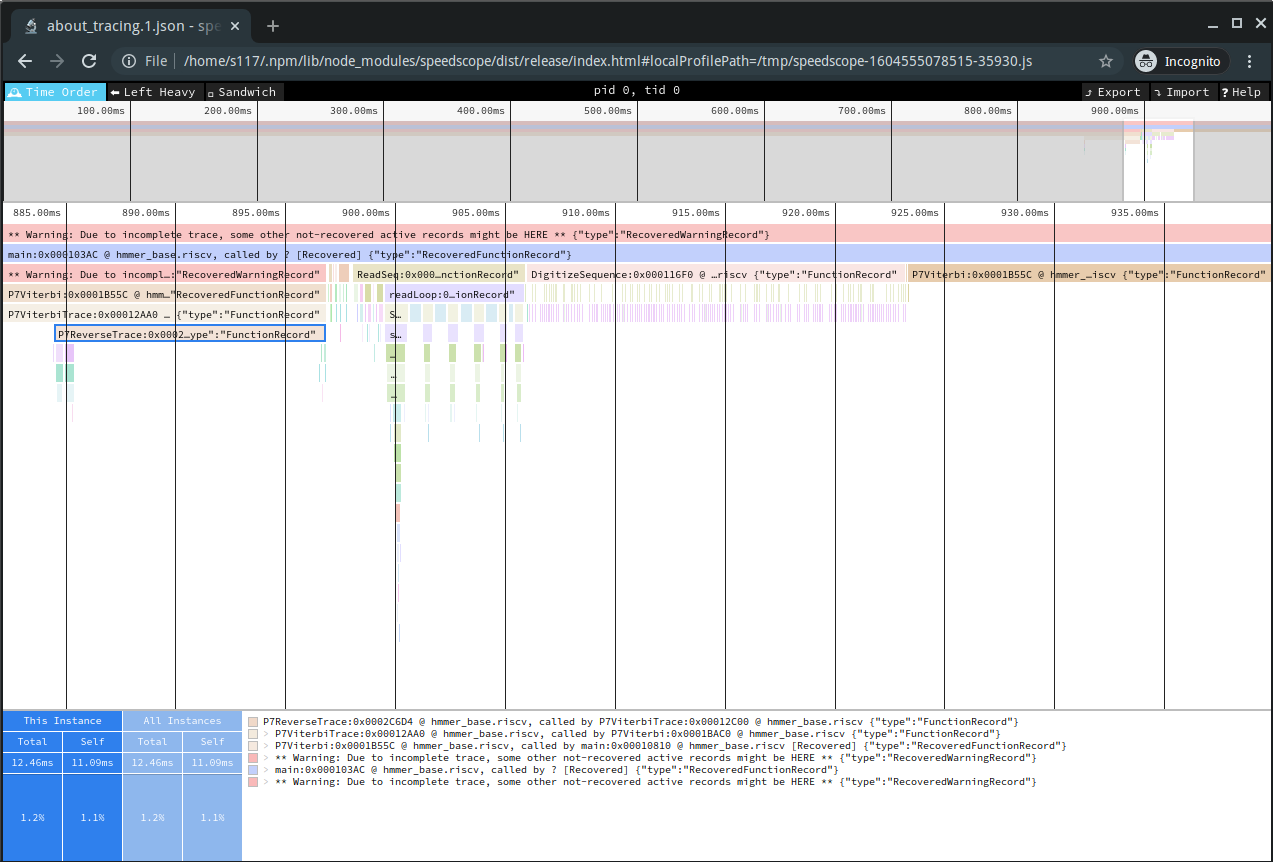 about_tracing.1.json - spe
File /home/s117/.npm/lib/node_modules/speedscope/dist/release/index.html#localProfilePath=/tmp/speedscope-1604555078515-35930.js
Incognito
Time Order Left Heavy Sandwich pid 0, tid 0 Export Import ? Help
100.00ms 200.00ms 300.00ms 400.00ms 500.00ms 600.00ms 700.00ms 800.00ms 900.00ms
885.00ms 890.00ms 895.00ms 900.00ms 905.00ms 910.00ms 915.00ms 920.00ms 925.00ms 930.00ms 935.00ms
** Warning: Due to incomplete trace, some other not-recovered active records might be HERE ** {"type":"RecoveredWarningRecord"}
main:0x000103AC @ hmmer_base.riscv, called by ? [Recovered] {"type":"RecoveredFunctionRecord"}
** Warning: Due to incompl…:"RecoveredWarningRecord" ReadSeq:0x000…nctionRecord" DigitizeSequence:0x000116F0 @ …riscv {"type":"FunctionRecord" P7Viterbi:0x0001B55C @ hmmer_…iscv {"type":"FunctionRecord"
P7Viterbi:0x0001B55C @ hmm…"RecoveredFunctionRecord" readLoop:0…ionRecord"
P7ViterbiTrace:0x00012AA0 … {"type":"FunctionRecord" S…
P7ReverseTrace:0x0002…ype":"FunctionRecord" s…
…
…
…
This Instance All Instances
Total Self Total Self
12.46ms 11.09ms 12.46ms 11.09ms
1.2% 1.1% 1.2% 1.1%
P7ReverseTrace:0x0002C6D4 @ hmmer_base.riscv, called by P7ViterbiTrace:0x00012C00 @ hmmer_base.riscv {"type":"FunctionRecord"}
> P7ViterbiTrace:0x00012AA0 @ hmmer_base.riscv, called by P7Viterbi:0x0001BAC0 @ hmmer_base.riscv {"type":"FunctionRecord"}
> P7Viterbi:0x0001B55C @ hmmer_base.riscv, called by main:0x00010810 @ hmmer_base.riscv [Recovered] {"type":"RecoveredFunctionRecord"}
> ** Warning: Due to incomplete trace, some other not-recovered active records might be HERE ** {"type":"RecoveredWarningRecord"}
> main:0x000103AC @ hmmer_base.riscv, called by ? [Recovered] {"type":"RecoveredFunctionRecord"}
> ** Warning: Due to incomplete trace, some other not-recovered active records might be HERE ** {"type":"RecoveredWarningRecord"}